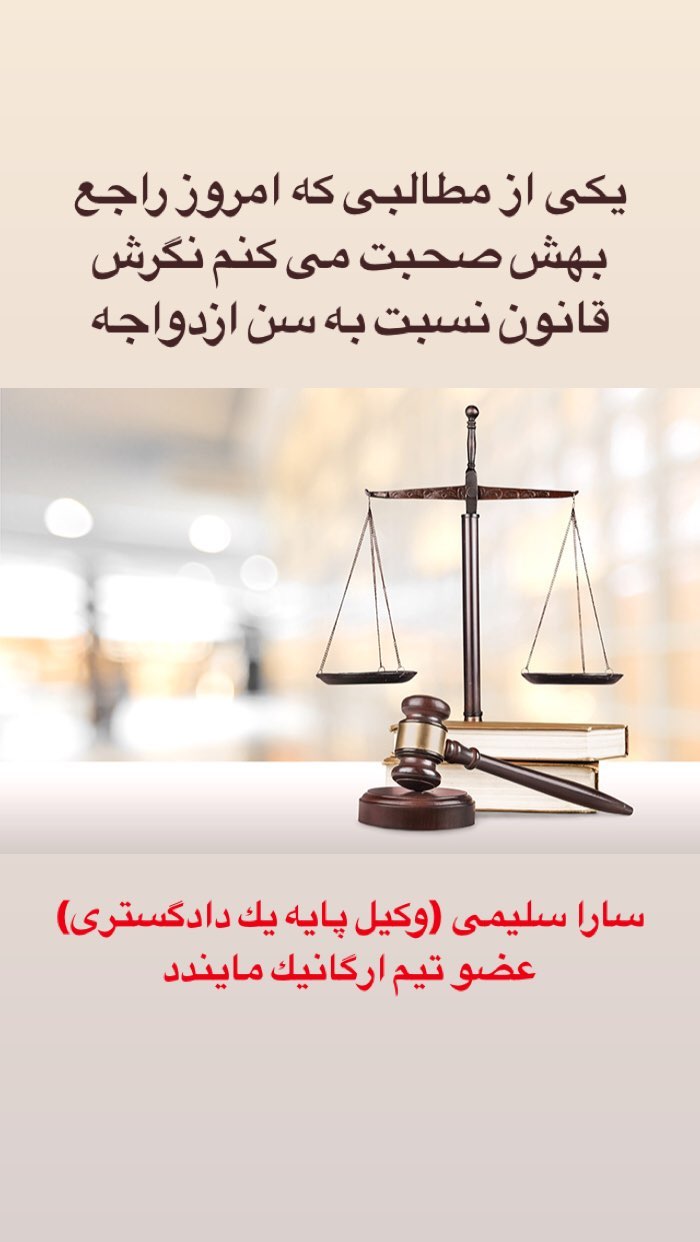 یکی از مطالبی که امروز راجع
بهش صحبت می کنم نگرش
قانون نسبت به سن ازدواجه
سارا سلیمی (وکیل پایه یك دادگستری)
عضو تیم ارگانیك مایندد